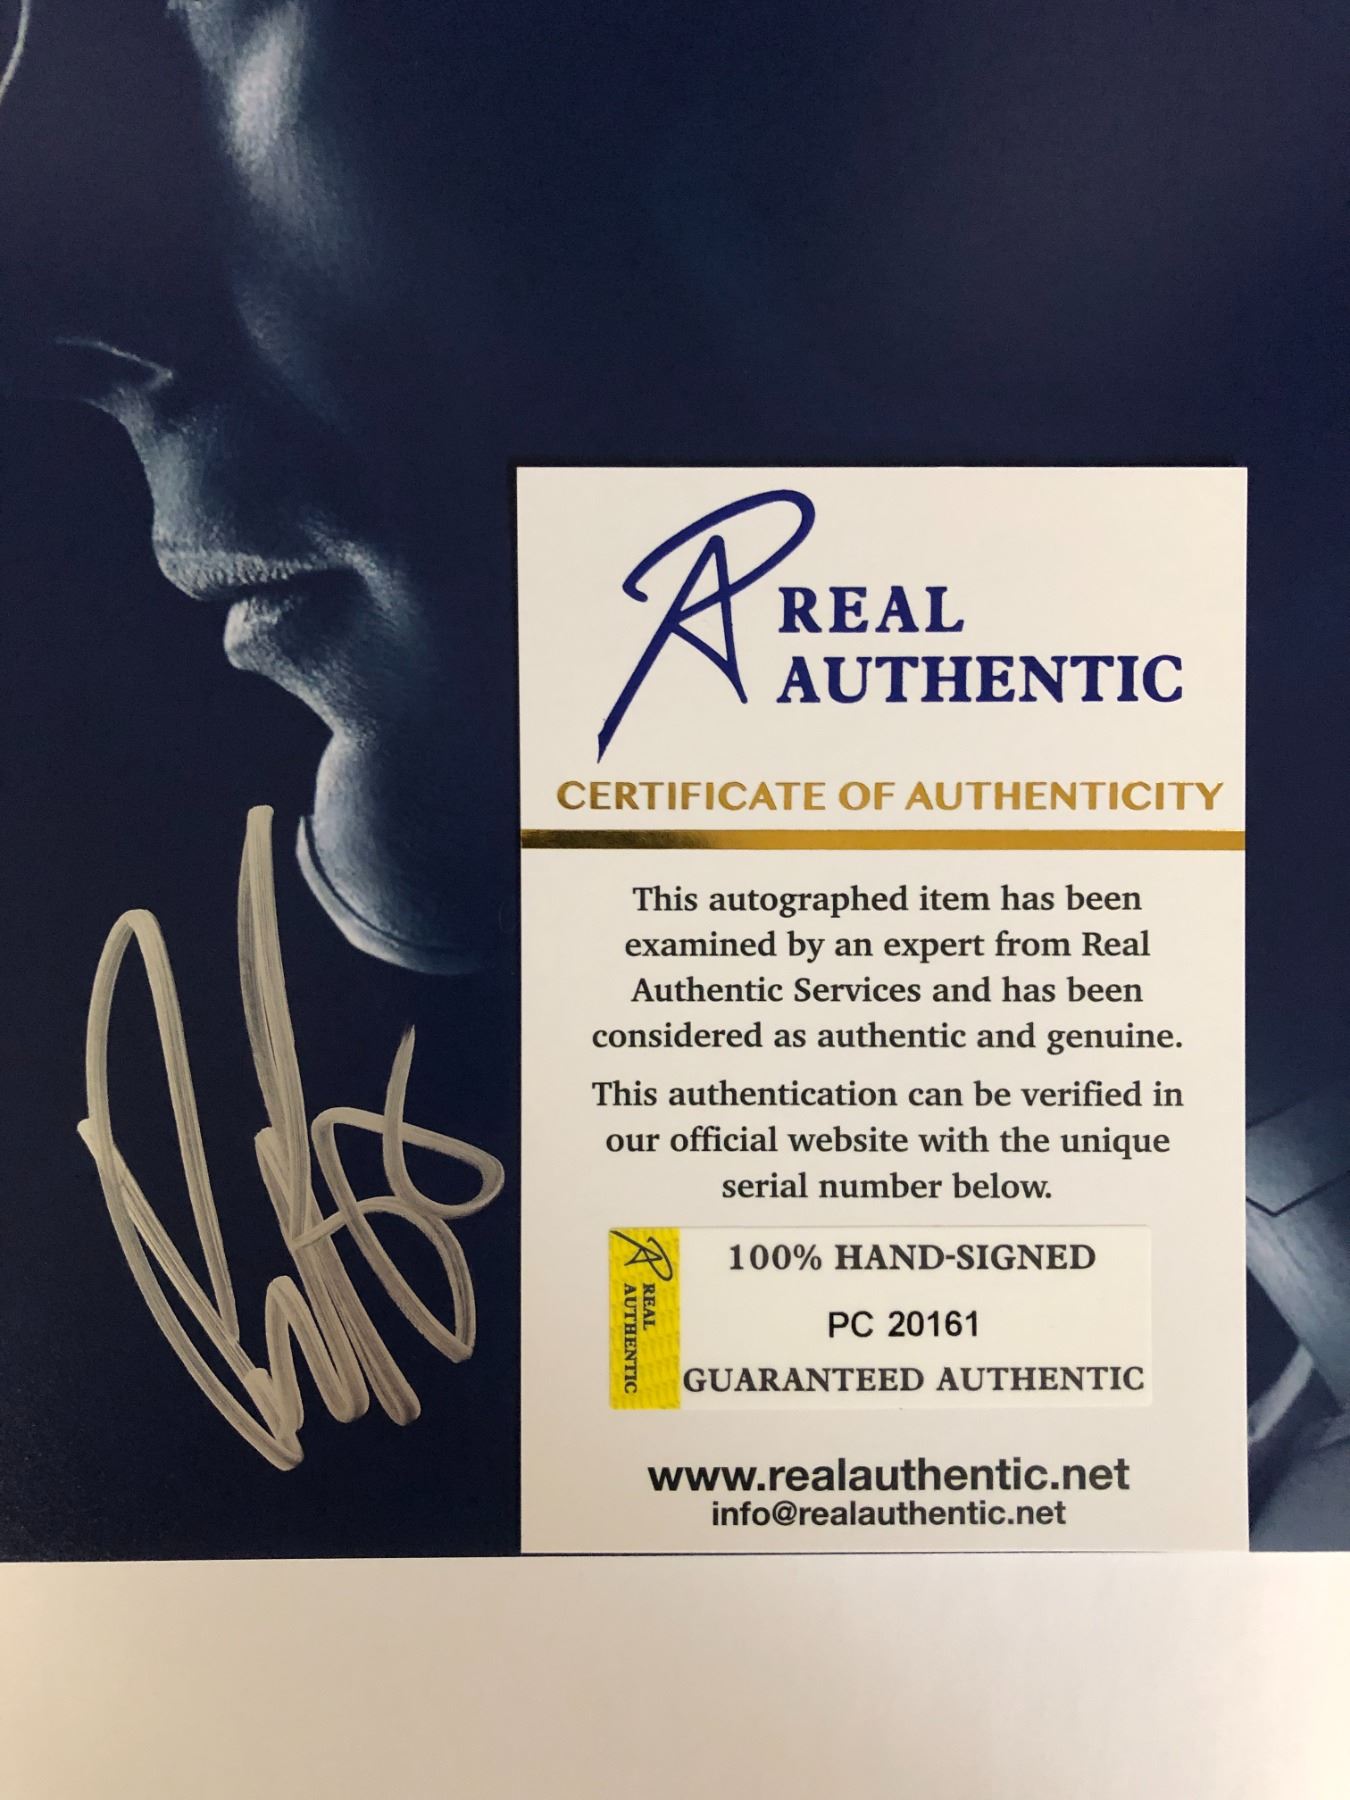 REAL
AUTHENTIC
CERTIFICATE OF AUTHENTICITY
This autographed item has been
examined by an expert from Real
Authentic Services and has been
considered as authentic and genuine.
This authentication can be verified in
our official website with the unique
serial number below.
REAL
AUTHENTIC
100% HAND-SIGNED
PC 20161
GUARANTEED AUTHENTIC
www.realauthentic.net
info@realauthentic.net